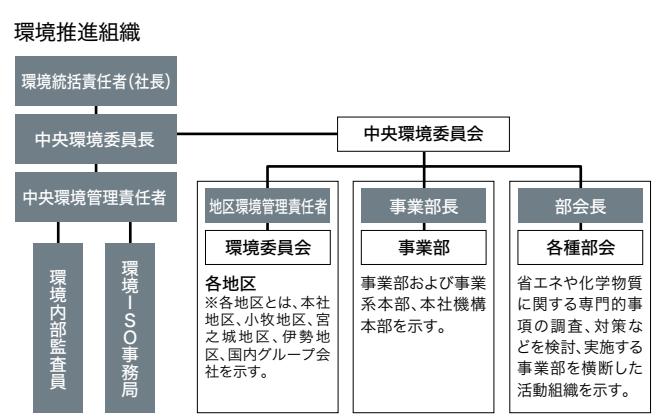 環境推進組織
環境統括責任者(社長)
中央環境委員長
中央環境管理責任者
環境内部監査員
環境ISO事務局
中央環境委員会
地区環境管理責任者
環境委員会
各地区
※各地区とは、本社
地区、小牧地区、宮
之城地区、伊勢地
区、国内グループ会
社を示す。
事業部長
事業部
事業部および事業
系本部、本社機構
本部を示す。
部会長
各種部会
省エネや化学物質
に関する専門的事
項の調査、対策な
どを検討、実施する
事業部を横断した
活動組織を示す。